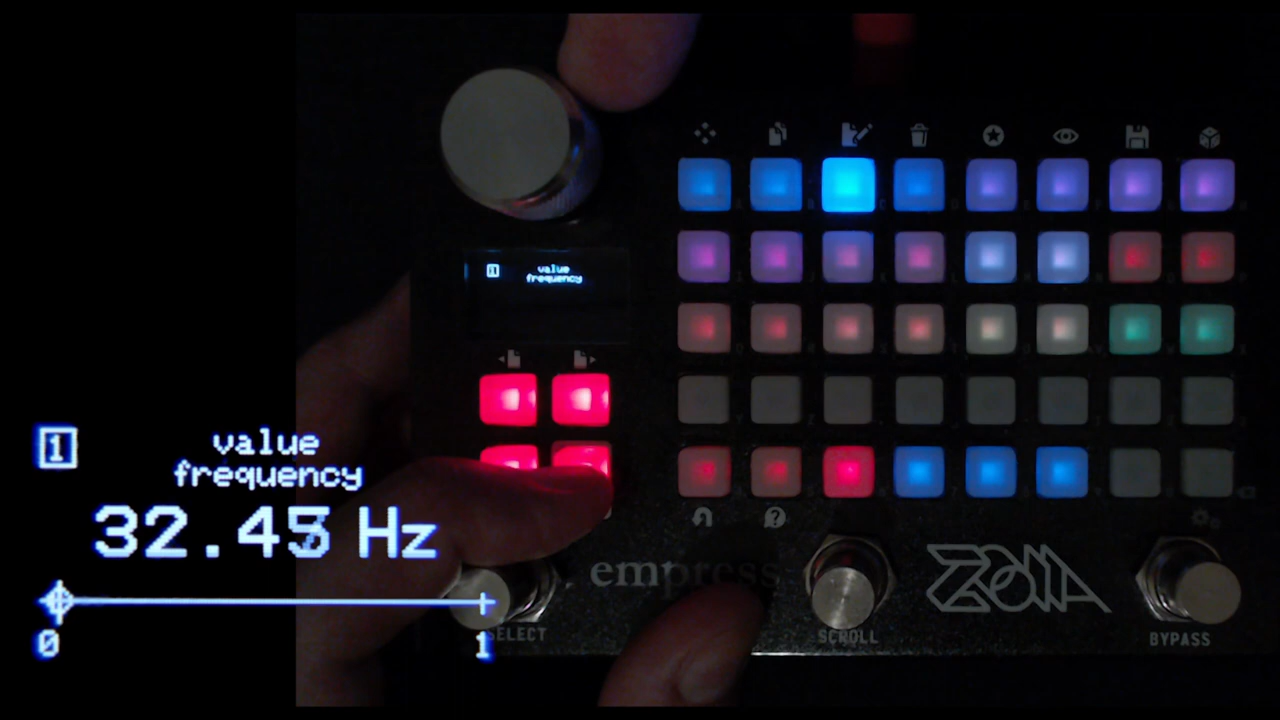 1 value
frequency
1 value
frequency
32.45 Hz
0 1
empress
ZOIA
SELECT
SCROLL
BYPASS